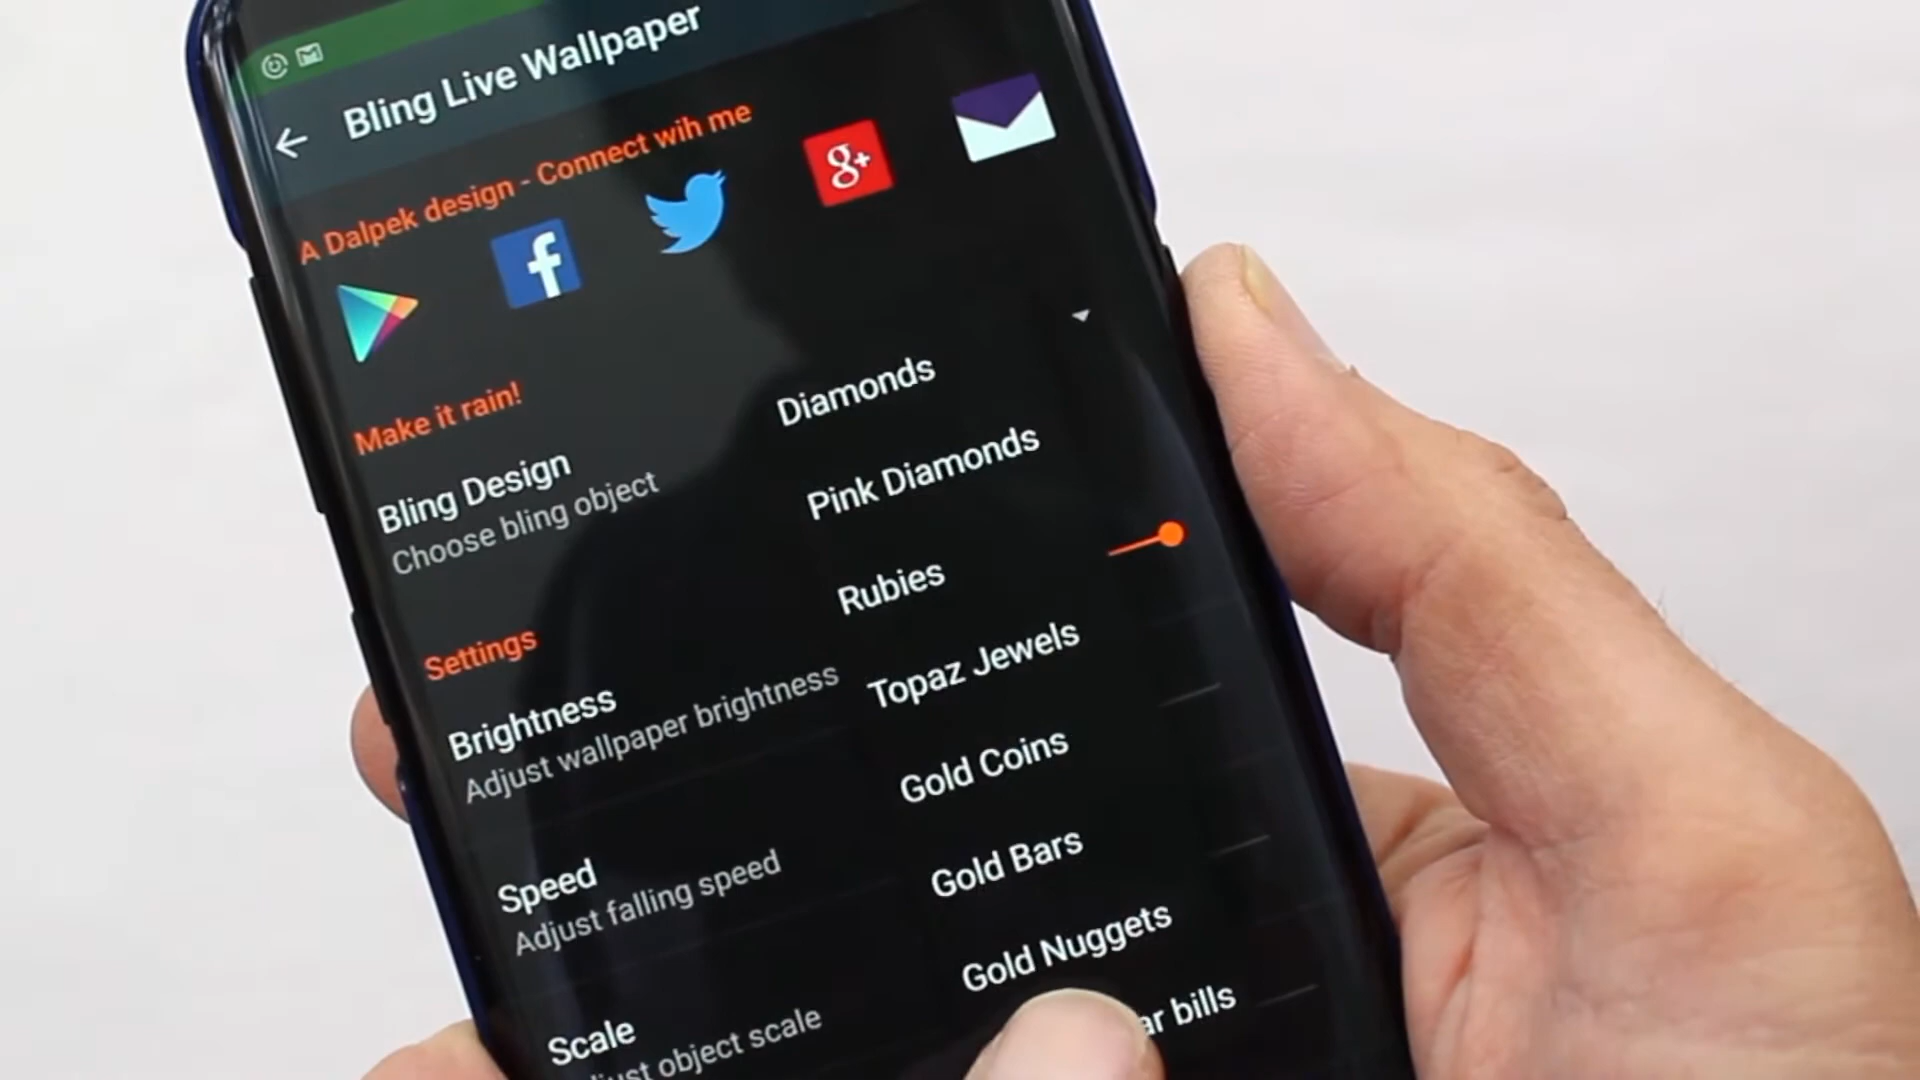 Bling Live Wallpaper
A Dalpek design - Connect wih me
f
g+
Make it rain!
Bling Design
Choose bling object
Diamonds
Pink Diamonds
Rubies
Topaz Jewels
Gold Coins
Gold Bars
Gold Nuggets
bills
Settings
Brightness
Adjust wallpaper brightness
Speed
Adjust falling speed
Scale
object scale